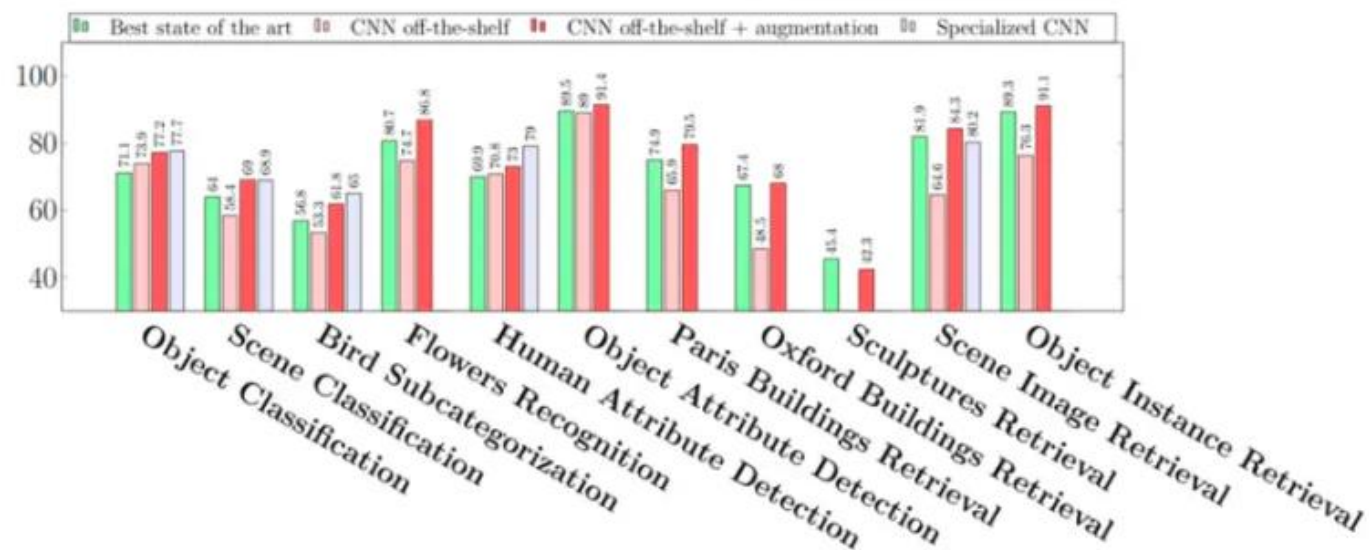 Best state of the art CNN off-the-shelf CNN off-the-shelf + augmentation Specialized CNN
100
80
60
40
71.1 73.9 77.2 77.7
64 58.4 69 68.9
56.8 53.3 61.8 65
80.7 74.7 86.8
69.9 70.8 73 79
89.5 89 91.4
74.9 65.9 79.5
67.4 48.5 68
45.4 42.3
81.9 64.6 84.3 80.2
89.3 76.3 91.1
Object Classification
Scene Classification
Bird Subcategorization
Flowers Recognition
Human Attribute Detection
Object Attribute Detection
Paris Buildings Retrieval
Oxford Buildings Retrieval
Sculptures Retrieval
Scene Image Retrieval
Object Instance Retrieval